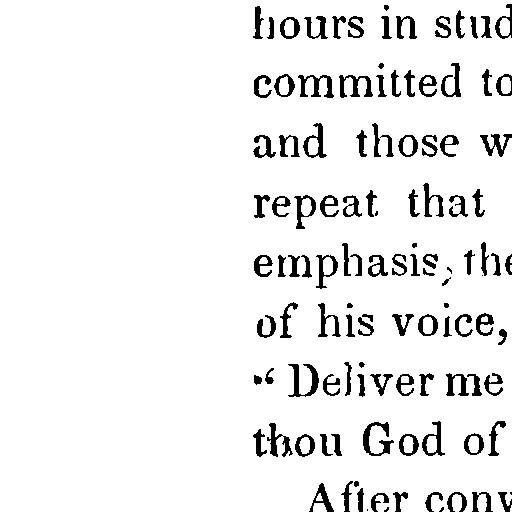 hours in stud
committed to
and those w
repeat that
emphasis, the
of his voice,
“ Deliver me
thou God of
After conv